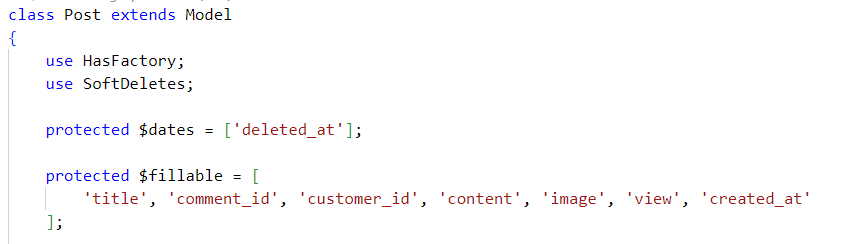 class Post extends Model
{
    use HasFactory;
    use SoftDeletes;
    protected $dates = ['deleted_at'];
    protected $fillable = [
        'title', 'comment_id', 'customer_id', 'content', 'image', 'view', 'created_at'
    ];